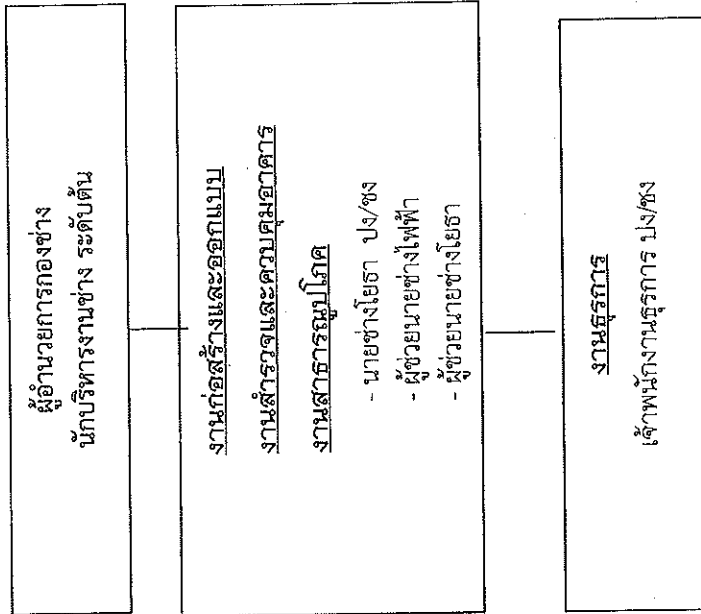 ผู้อำนวยการกองช่าง
นักบริหารงานช่าง ระดับต้น
งานก่อสร้างและออกแบบ
งานสำรวจและควบคุมอาคาร
งานสาธารณูปโภค
- นายช่างโยธา ปง/ชง
- ผู้ช่วยนายช่างไฟฟ้า
- ผู้ช่วยนายช่างโยธา
งานธุรการ
เจ้าพนักงานธุรการ ปง/ชง